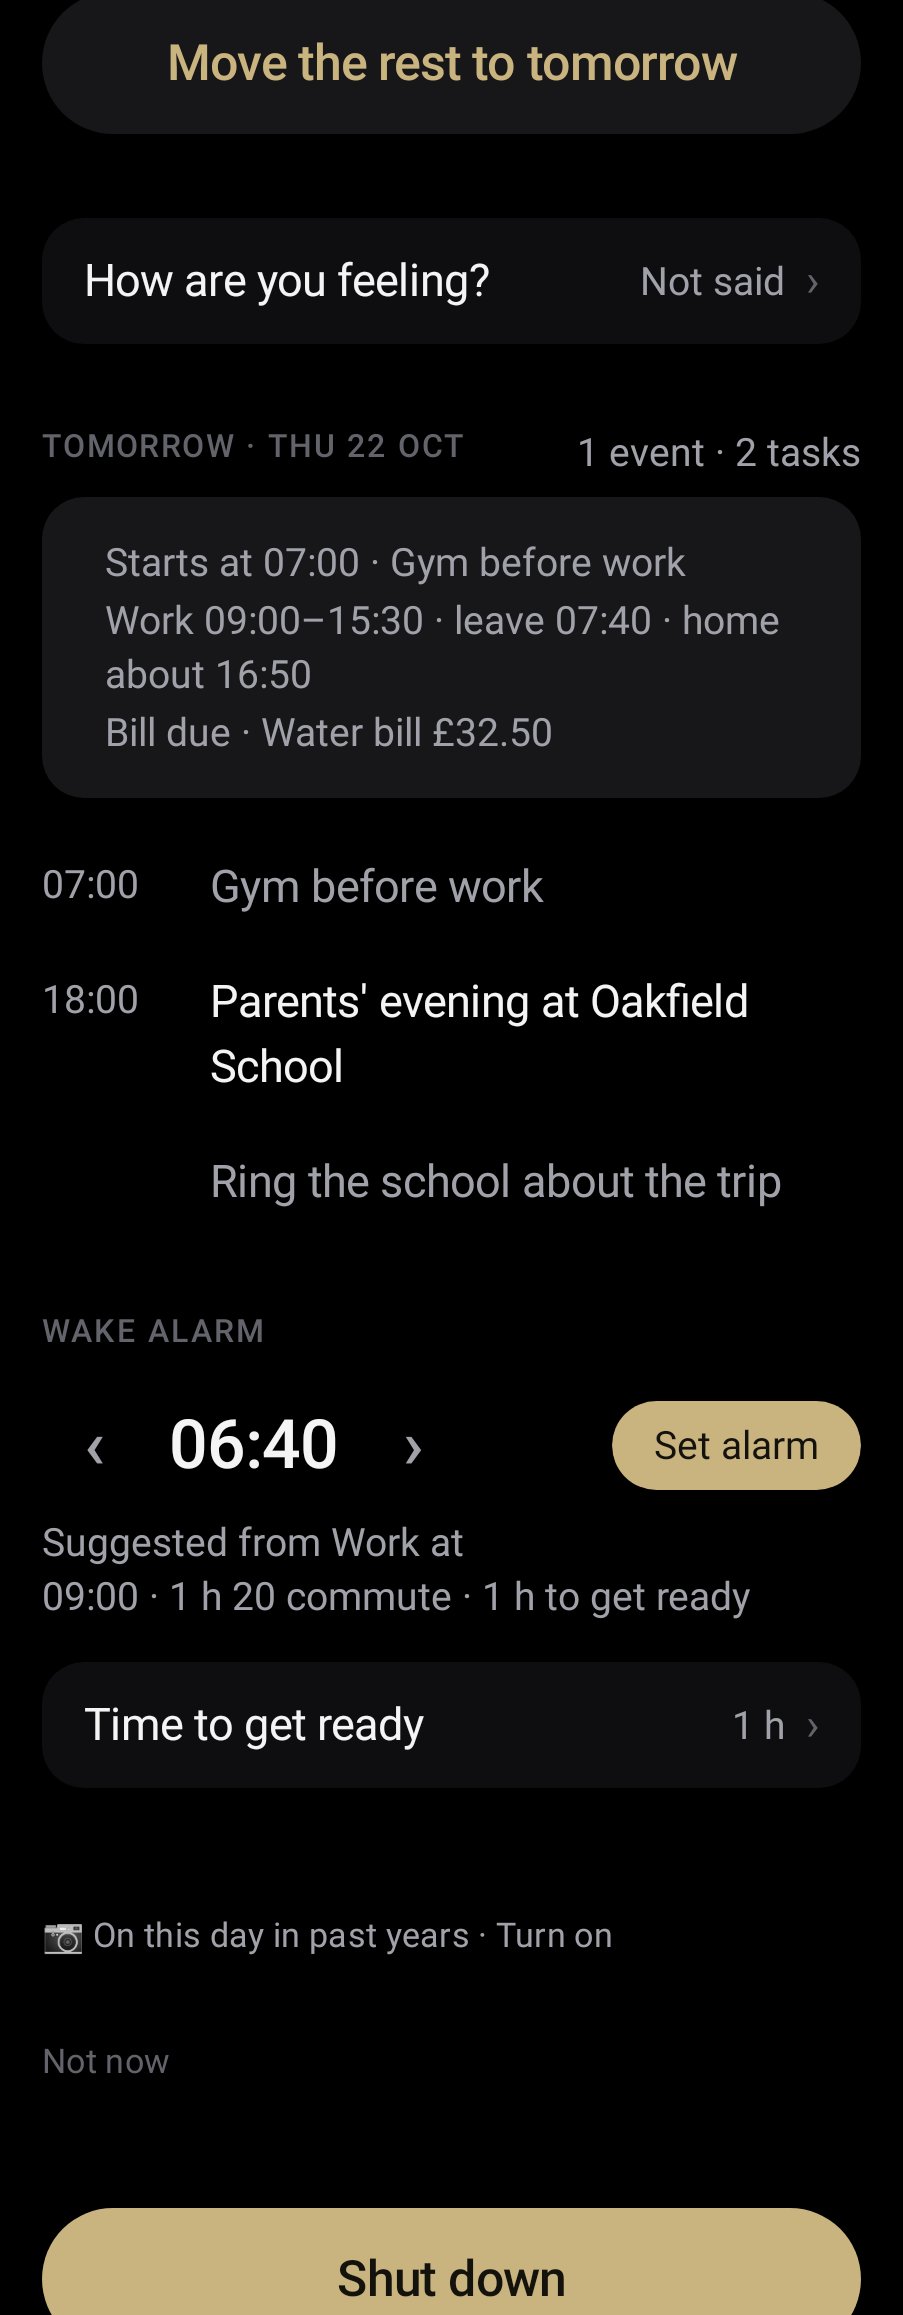 Move the rest to tomorrow
How are you feeling? Not said ›
TOMORROW · THU 22 OCT 1 event · 2 tasks
Starts at 07:00 · Gym before work
Work 09:00–15:30 · leave 07:40 · home
about 16:50
Bill due · Water bill £32.50
07:00 Gym before work
18:00 Parents' evening at Oakfield
School
Ring the school about the trip
WAKE ALARM
‹ 06:40 › Set alarm
Suggested from Work at
09:00 · 1 h 20 commute · 1 h to get ready
Time to get ready 1 h ›
📷 On this day in past years · Turn on
Not now
Shut down